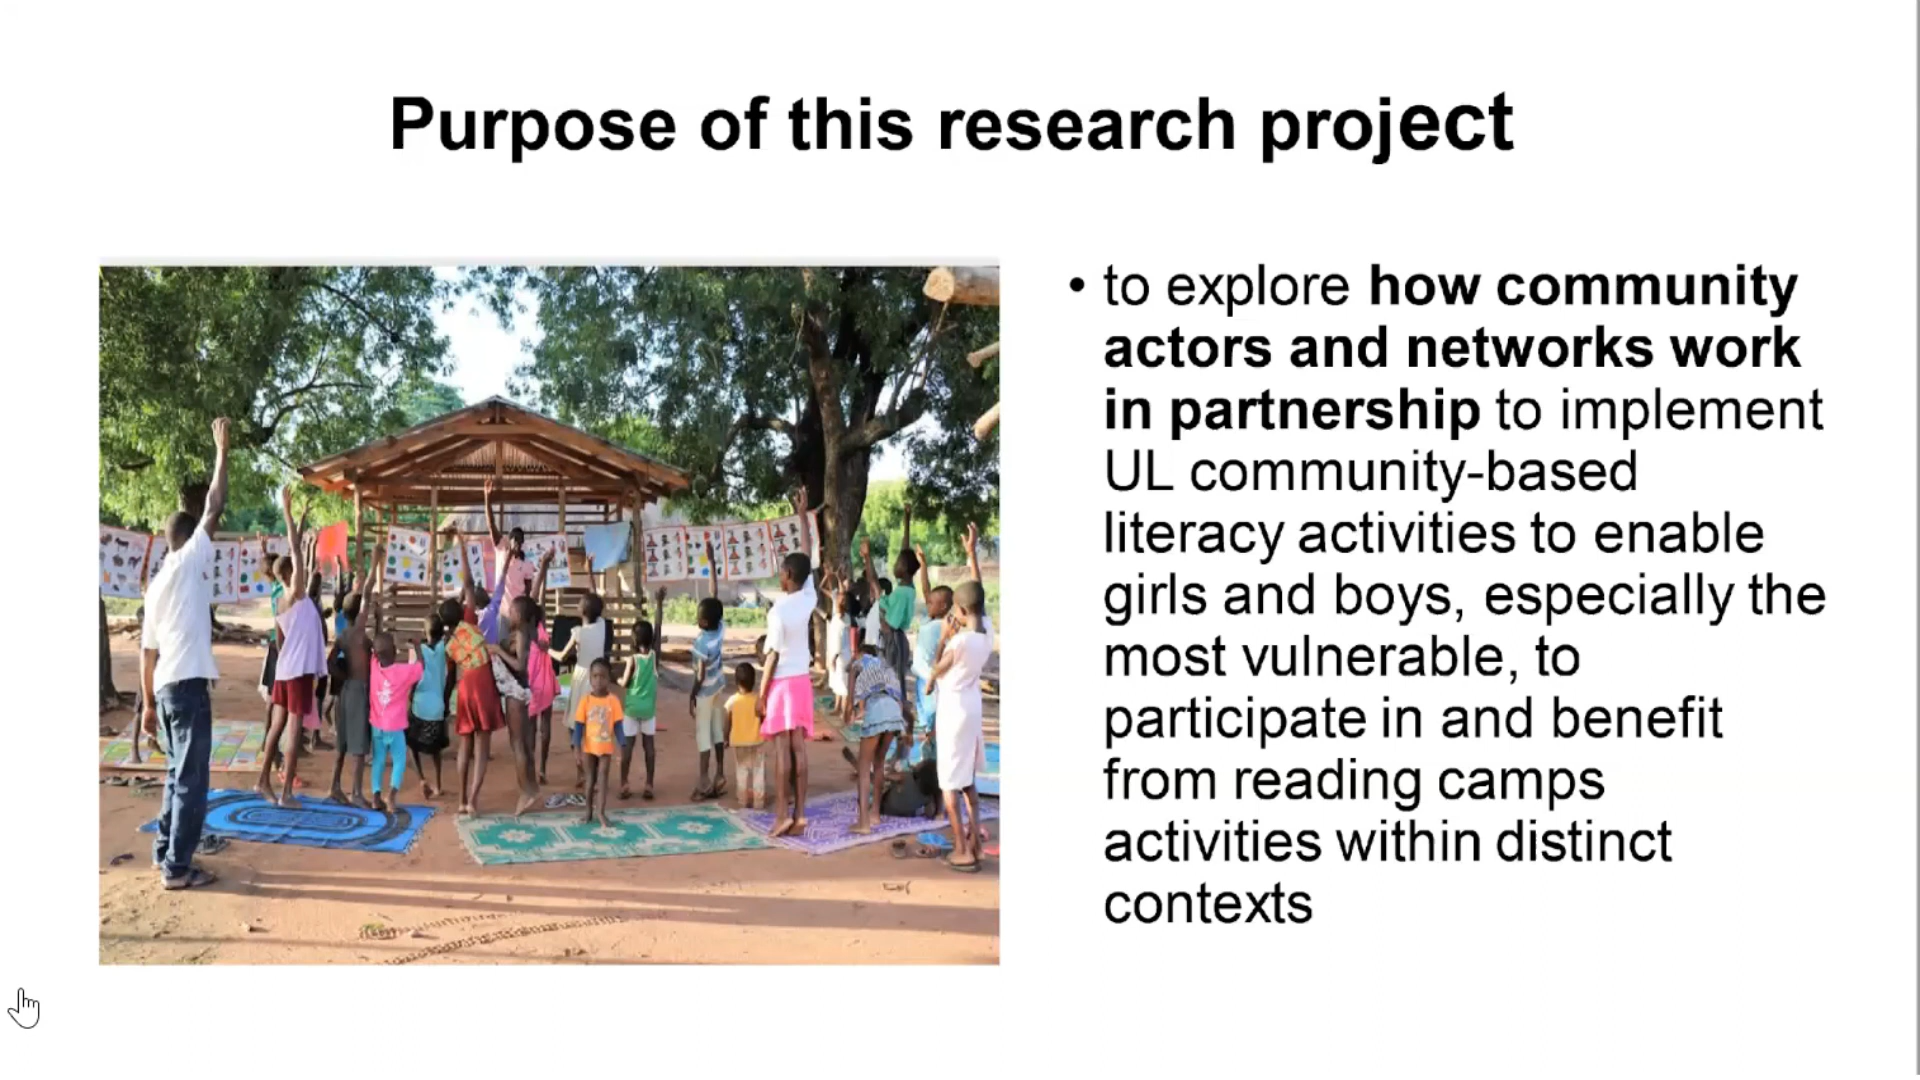 Purpose of this research project
• to explore how community
actors and networks work
in partnership to implement
UL community-based
literacy activities to enable
girls and boys, especially the
most vulnerable, to
participate in and benefit
from reading camps
activities within distinct
contexts